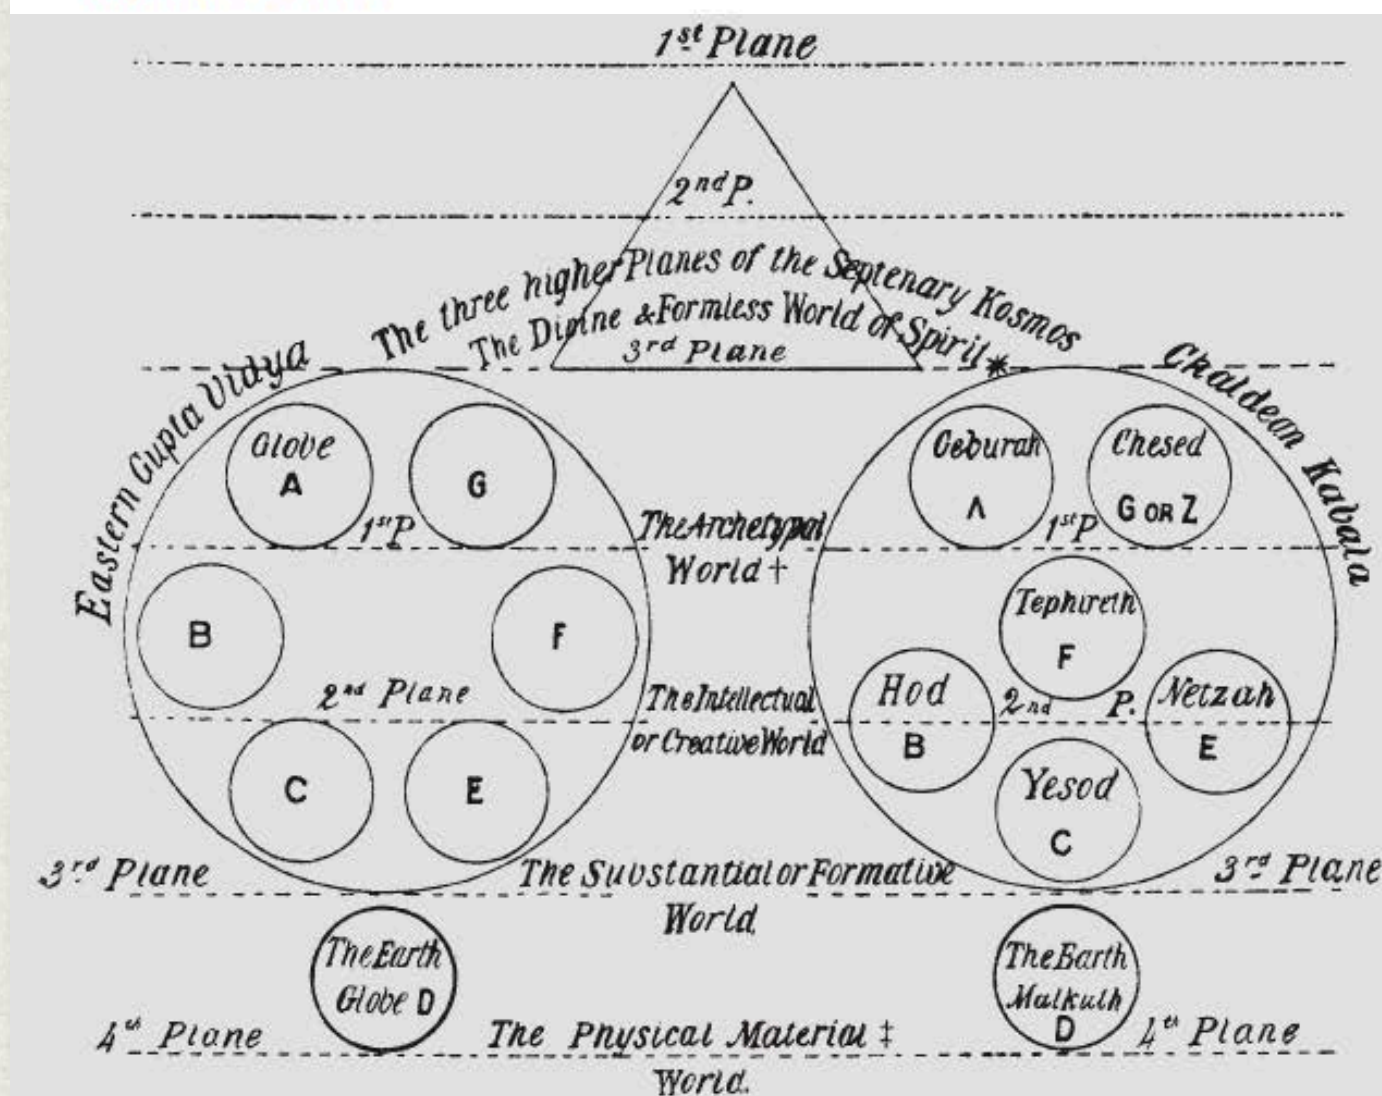 1st Plane
2nd P.
The three higher Planes of the Septenary Kosmos
The Divine & Formless World of Spirit *
3rd Plane
Eastern Gupta Vidya
Chaldean Kabala
Globe
A
G
1st P
The Archetypal
World †
Geburah
A
Chesed
G OR Z
1st P
B
F
Tephireth
F
2nd Plane
The Intellectual
or Creative World
Hod
B
2nd P.
Netzah
E
C
E
Yesod
C
3rd Plane
The Substantial or Formative
World.
3rd Plane
The Earth
Globe D
The Earth
Malkuth
D
4th Plane
The Physical Material ‡
World.
4th Plane